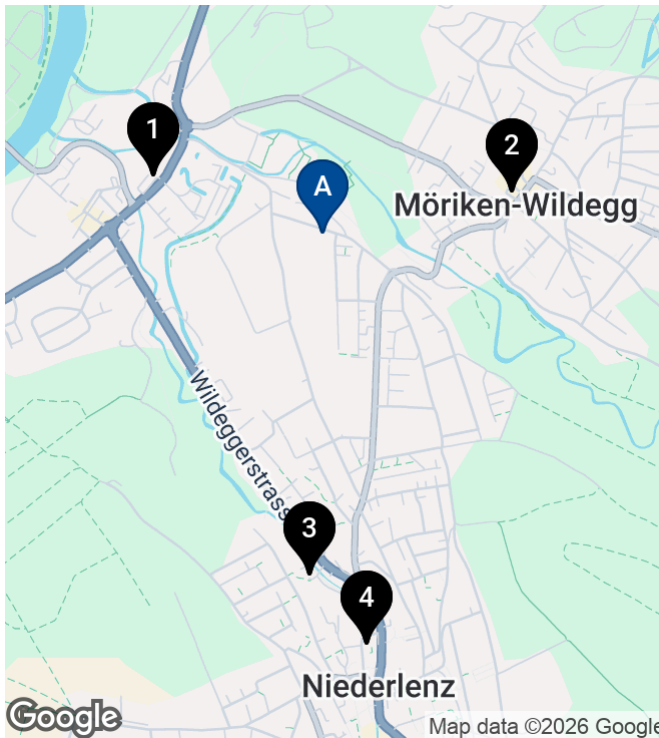 1
2
A
Möriken-Wildegg
Wildeggerstrass
3
4
Niederlenz
Google
Map data ©2026 Google